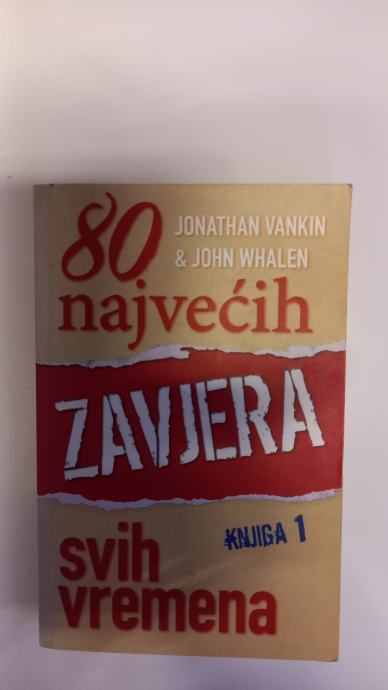 80
JONATHAN VANKIN
& JOHN WHALEN
najvećih
ZAVJERA
KNJIGA 1
svih
vremena